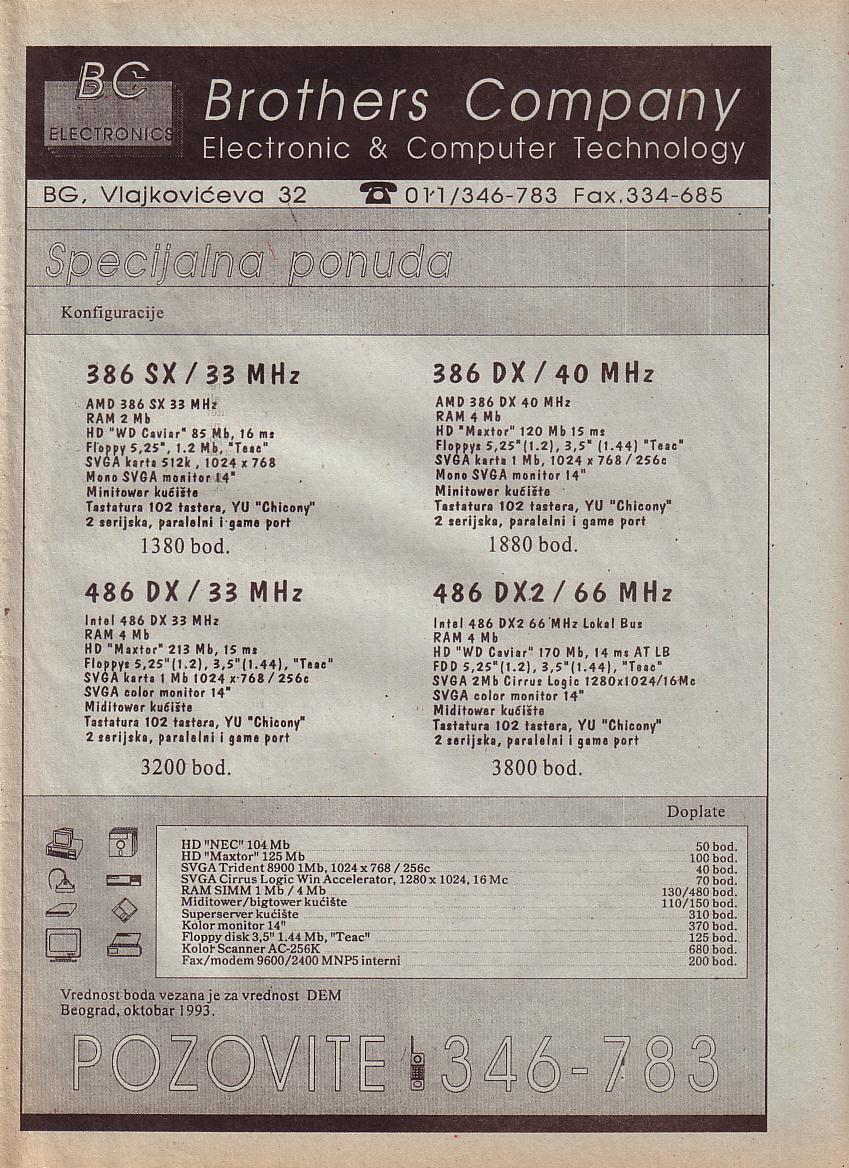 BC
ELECTRONICS
Brothers Company
Electronic & Computer Technology
BG, Vlajkovićeva 32 ☎ 011/346-783 Fax.334-685
Specijalna ponuda
Konfiguracije
386 SX / 33 MHz
AMD 386 SX 33 MHz
RAM 2 Mb
HD "WD Caviar" 85 Mb, 16 ms
Floppy 5,25", 1.2 Mb, "Teac"
SVGA karta 512k , 1024 x 768
Mono SVGA monitor 14"
Minitower kućište
Tastatura 102 tastera, YU "Chicony"
2 serijska, paralelni i game port
1380 bod.
386 DX / 40 MHz
AMD 386 DX 40 MHz
RAM 4 Mb
HD "Maxtor" 120 Mb 15 ms
Floppys 5,25"(1.2), 3,5" (1.44) "Teac"
SVGA karta 1 Mb, 1024 x 768 / 256c
Mono SVGA monitor 14"
Minitower kućište
Tastatura 102 tastera, YU "Chicony"
2 serijska, paralelni i game port
1880 bod.
486 DX / 33 MHz
Intel 486 DX 33 MHz
RAM 4 Mb
HD "Maxtor" 213 Mb, 15 ms
Floppys 5,25"(1.2), 3,5"(1.44), "Teac"
SVGA karta 1 Mb 1024 x 768 / 256c
SVGA color monitor 14"
Miditower kućište
Tastatura 102 tastera, YU "Chicony"
2 serijska, paralelni i game port
3200 bod.
486 DX2 / 66 MHz
Intel 486 DX2 66 MHz Lokal Bus
RAM 4 Mb
HD "WD Caviar" 170 Mb, 14 ms AT LB
FDD 5,25"(1.2), 3,5"(1.44), "Teac"
SVGA 2Mb Cirrus Logic 1280x1024/16Mc
SVGA color monitor 14"
Miditower kućište
Tastatura 102 tastera, YU "Chicony"
2 serijska, paralelni i game port
3800 bod.
Doplate
HD "NEC" 104 Mb 50 bod.
HD "Maxtor" 125 Mb 100 bod.
SVGA Trident 8900 1Mb, 1024 x 768 / 256c 40 bod.
SVGA Cirrus Logic Win Accelerator, 1280 x 1024, 16 Mc 70 bod.
RAM SIMM 1 Mb / 4 Mb 130/480 bod.
Miditower/bigtower kućište 110/150 bod.
Superserver kućište 310 bod.
Kolor monitor 14" 370 bod.
Floppy disk 3,5" 1.44 Mb, "Teac" 125 bod.
Kolor Scanner AC-256K 680 bod.
Fax/modem 9600/2400 MNP5 interni 200 bod.
Vrednost boda vezana je za vrednost DEM
Beograd, oktobar 1993.
POZOVITE 346-783